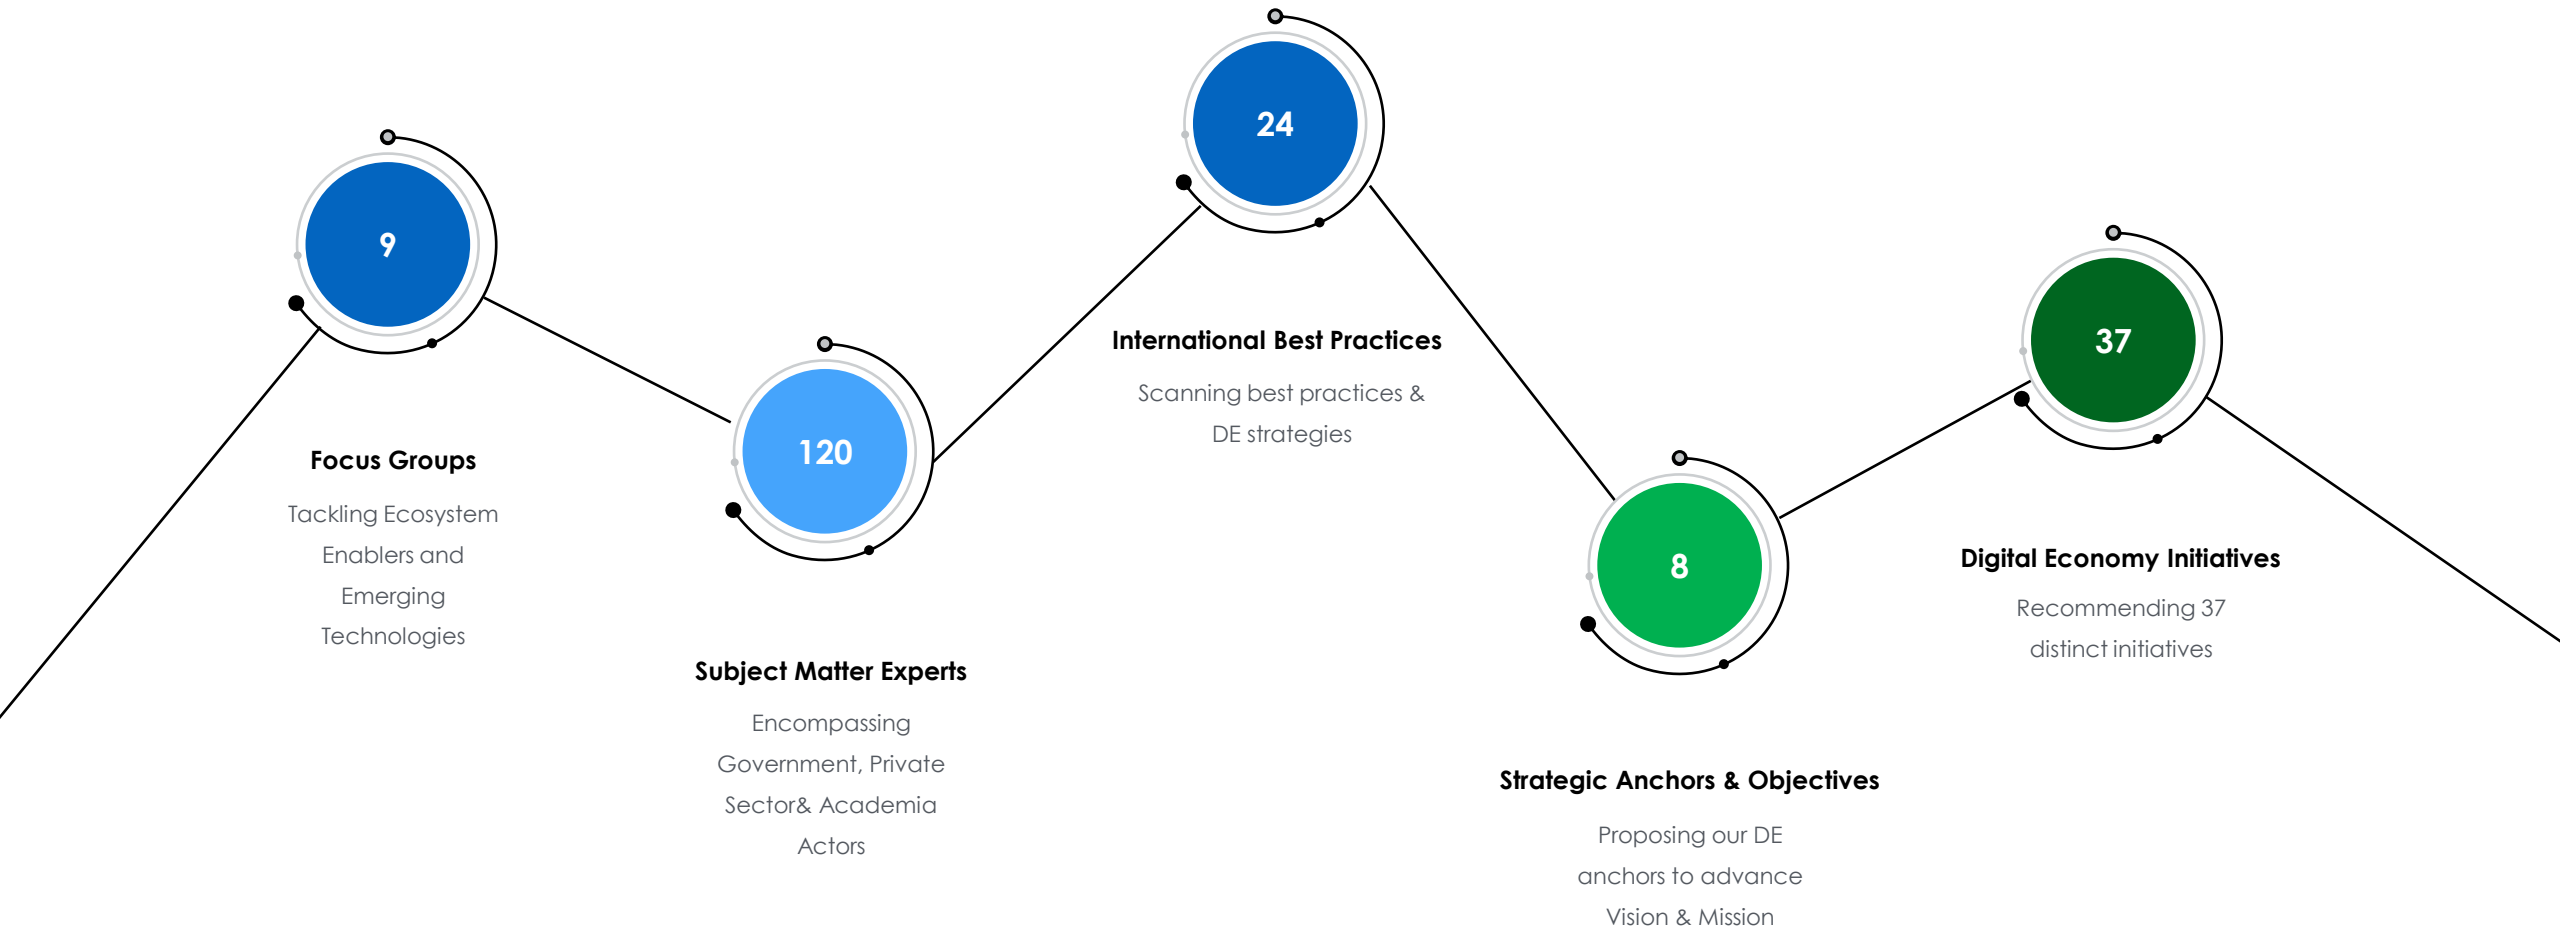 9
Focus Groups
Tackling Ecosystem
Enablers and
Emerging
Technologies
120
Subject Matter Experts
Encompassing
Government, Private
Sector& Academia
Actors
24
International Best Practices
Scanning best practices &
DE strategies
8
Strategic Anchors & Objectives
Proposing our DE
anchors to advance
Vision & Mission
37
Digital Economy Initiatives
Recommending 37
distinct initiatives